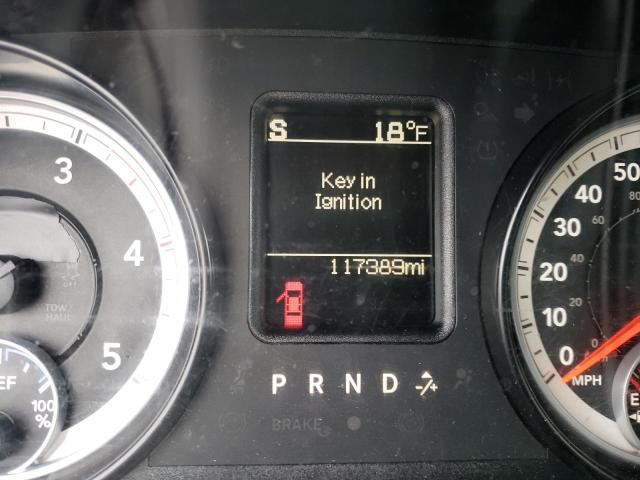 S 18°F
Key in
Ignition
117389mi
P R N D -/+
BRAKE
3
4
5
TOW/
HAUL
EF
100
%
50
40
30
20
10
0
MPH
80
60
E